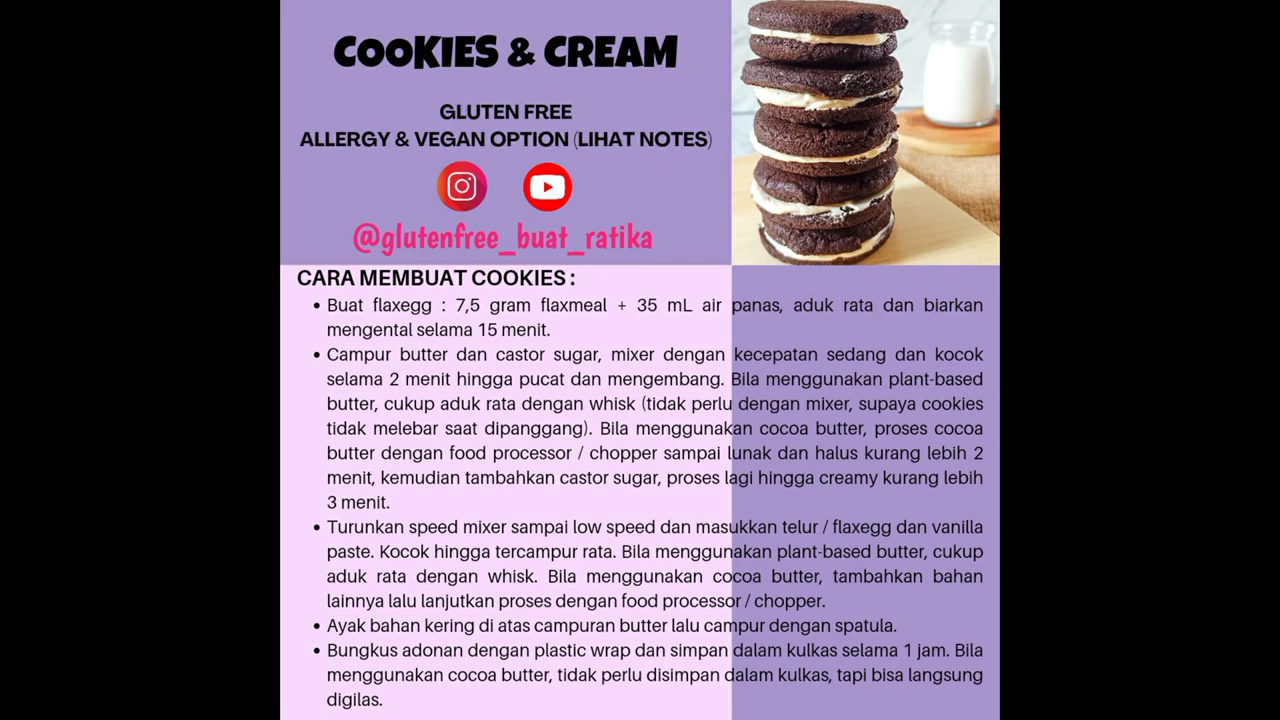 COOKIES & CREAM
GLUTEN FREE
ALLERGY & VEGAN OPTION (LIHAT NOTES)
@glutenfree_buat_ratika
CARA MEMBUAT COOKIES :
• Buat flaxegg : 7,5 gram flaxmeal + 35 mL air panas, aduk rata dan biarkan
mengental selama 15 menit.
• Campur butter dan castor sugar, mixer dengan kecepatan sedang dan kocok
selama 2 menit hingga pucat dan mengembang. Bila menggunakan plant-based
butter, cukup aduk rata dengan whisk (tidak perlu dengan mixer, supaya cookies
tidak melebar saat dipanggang). Bila menggunakan cocoa butter, proses cocoa
butter dengan food processor / chopper sampai lunak dan halus kurang lebih 2
menit, kemudian tambahkan castor sugar, proses lagi hingga creamy kurang lebih
3 menit.
• Turunkan speed mixer sampai low speed dan masukkan telur / flaxegg dan vanilla
paste. Kocok hingga tercampur rata. Bila menggunakan plant-based butter, cukup
aduk rata dengan whisk. Bila menggunakan cocoa butter, tambahkan bahan
lainnya lalu lanjutkan proses dengan food processor / chopper.
• Ayak bahan kering di atas campuran butter lalu campur dengan spatula.
• Bungkus adonan dengan plastic wrap dan simpan dalam kulkas selama 1 jam. Bila
menggunakan cocoa butter, tidak perlu disimpan dalam kulkas, tapi bisa langsung
digilas.